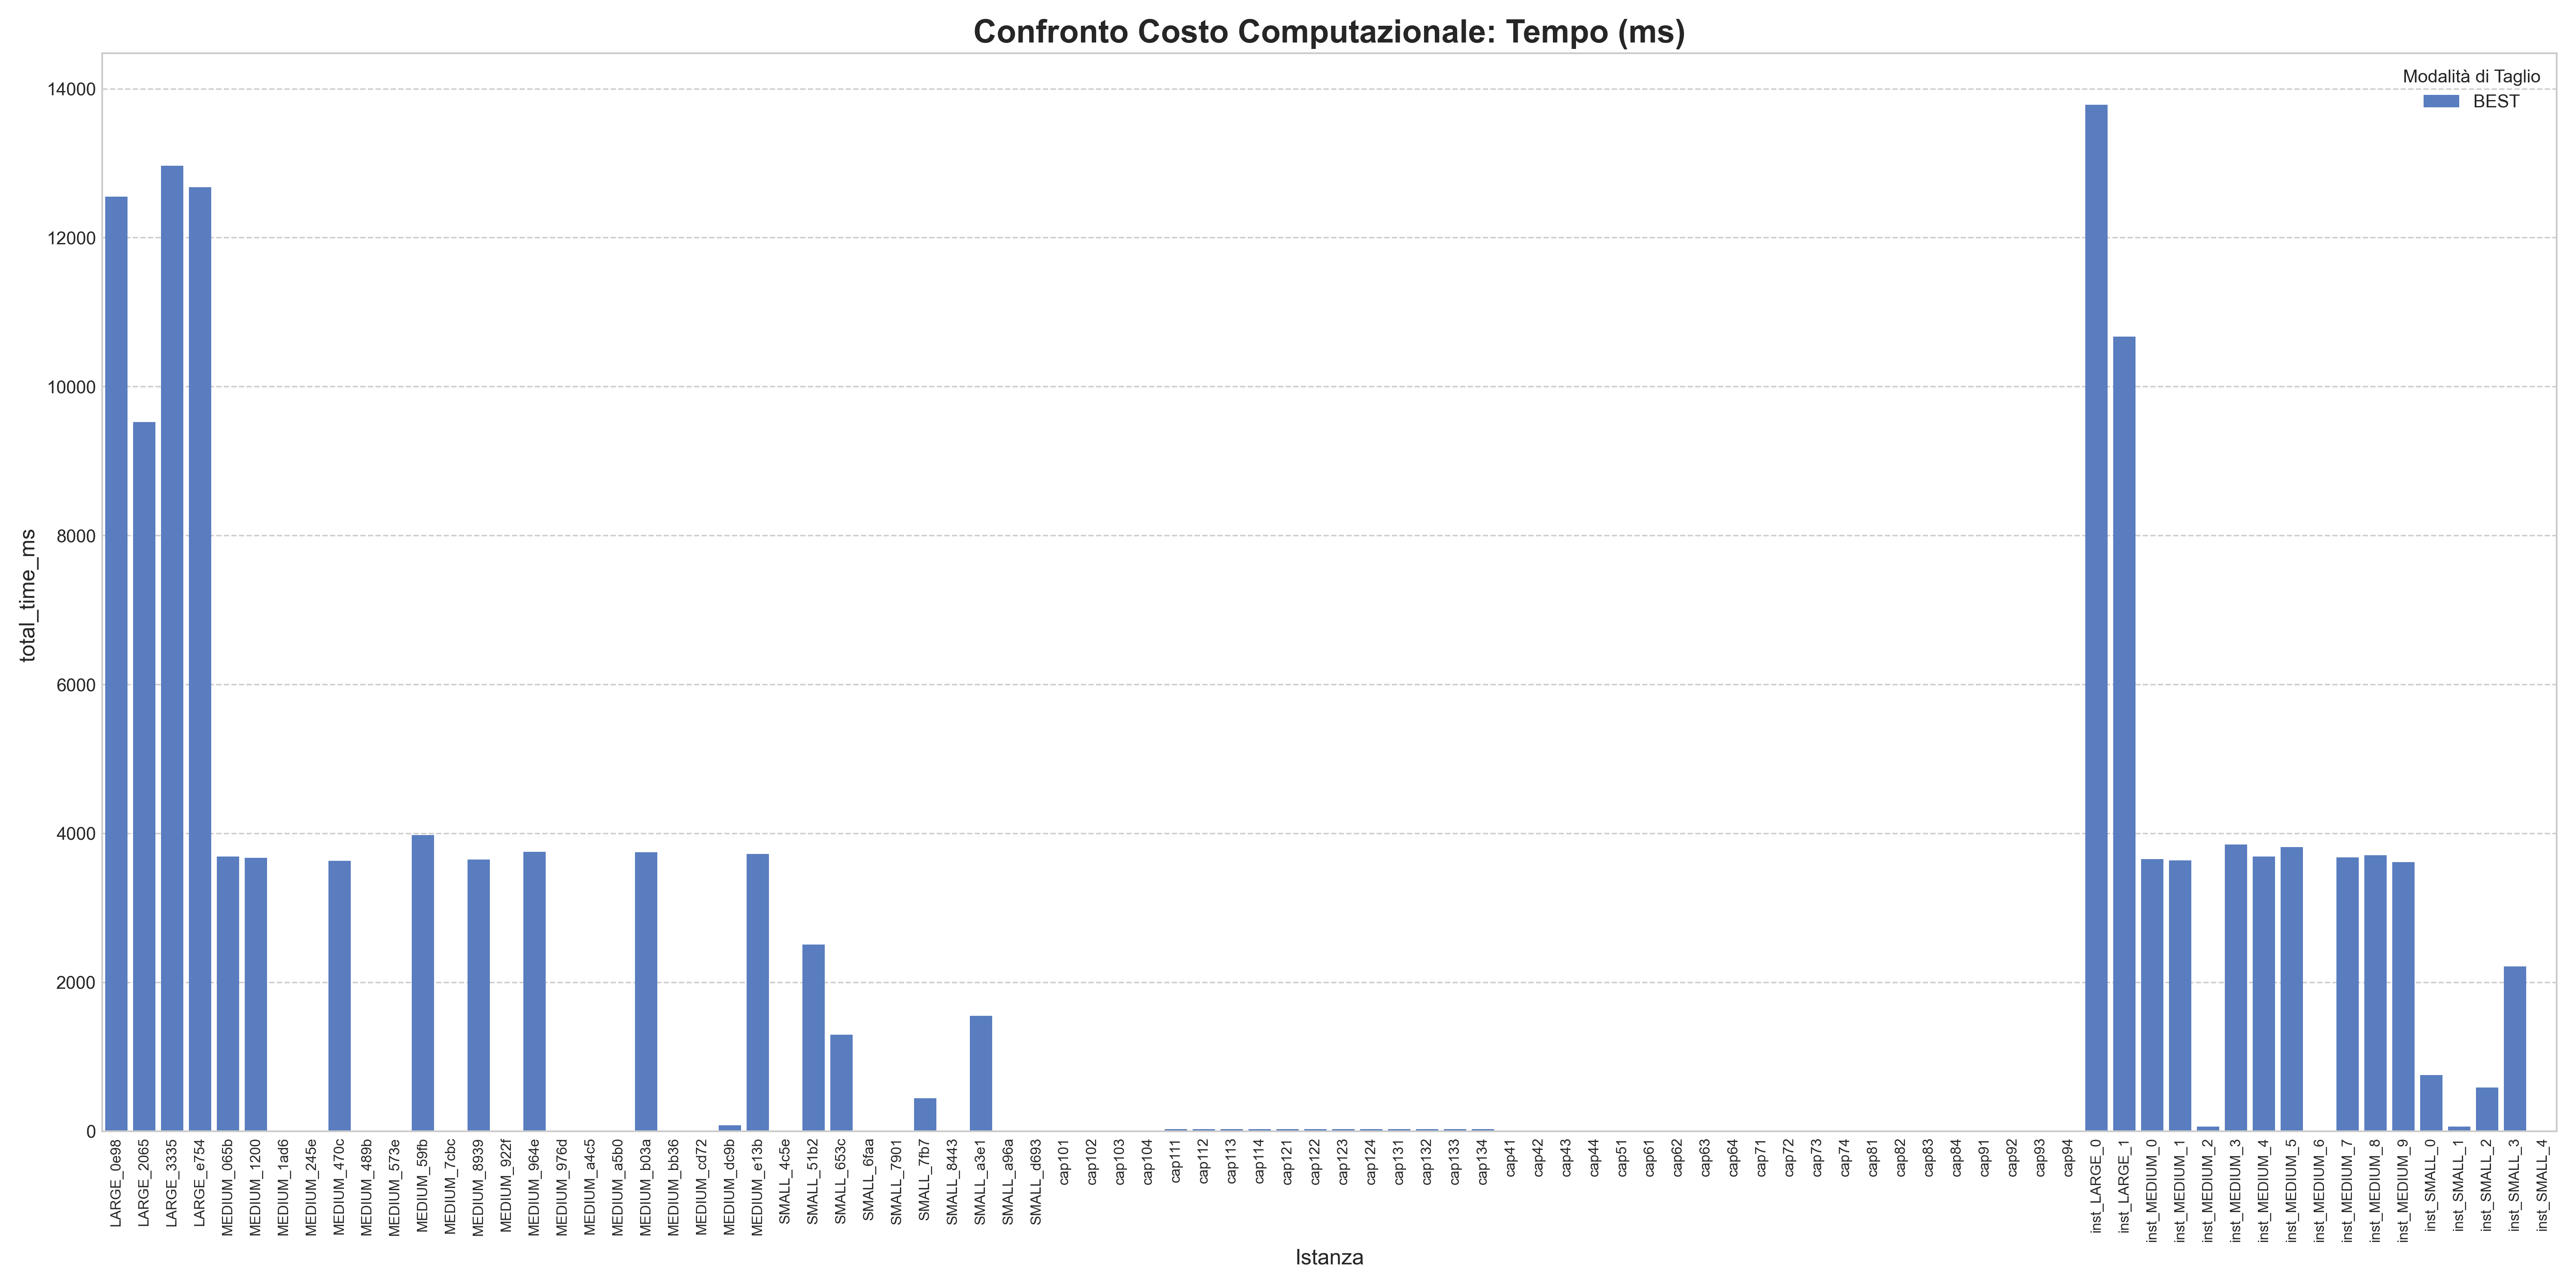 Confronto Costo Computazionale: Tempo (ms)
Modalità di Taglio
BEST
total_time_ms
14000
12000
10000
8000
6000
4000
2000
0
LARGE_0e98
LARGE_2065
LARGE_3335
LARGE_e754
MEDIUM_065b
MEDIUM_1200
MEDIUM_1ad6
MEDIUM_245e
MEDIUM_470c
MEDIUM_489b
MEDIUM_573e
MEDIUM_59fb
MEDIUM_7cbc
MEDIUM_8939
MEDIUM_922f
MEDIUM_964e
MEDIUM_976d
MEDIUM_a4c5
MEDIUM_a5b0
MEDIUM_b03a
MEDIUM_bb36
MEDIUM_cd72
MEDIUM_dc9b
MEDIUM_e13b
SMALL_4c5e
SMALL_51b2
SMALL_653c
SMALL_6faa
SMALL_7901
SMALL_7fb7
SMALL_8443
SMALL_a3e1
SMALL_a96a
SMALL_d693
cap101
cap102
cap103
cap104
cap111
cap112
cap113
cap114
cap121
cap122
cap123
cap124
cap131
cap132
cap133
cap134
cap41
cap42
cap43
cap44
cap51
cap61
cap62
cap63
cap64
cap71
cap72
cap73
cap74
cap81
cap82
cap83
cap84
cap91
cap92
cap93
cap94
inst_LARGE_0
inst_LARGE_1
inst_MEDIUM_0
inst_MEDIUM_1
inst_MEDIUM_2
inst_MEDIUM_3
inst_MEDIUM_4
inst_MEDIUM_5
inst_MEDIUM_6
inst_MEDIUM_7
inst_MEDIUM_8
inst_MEDIUM_9
inst_SMALL_0
inst_SMALL_1
inst_SMALL_2
inst_SMALL_3
inst_SMALL_4
Istanza